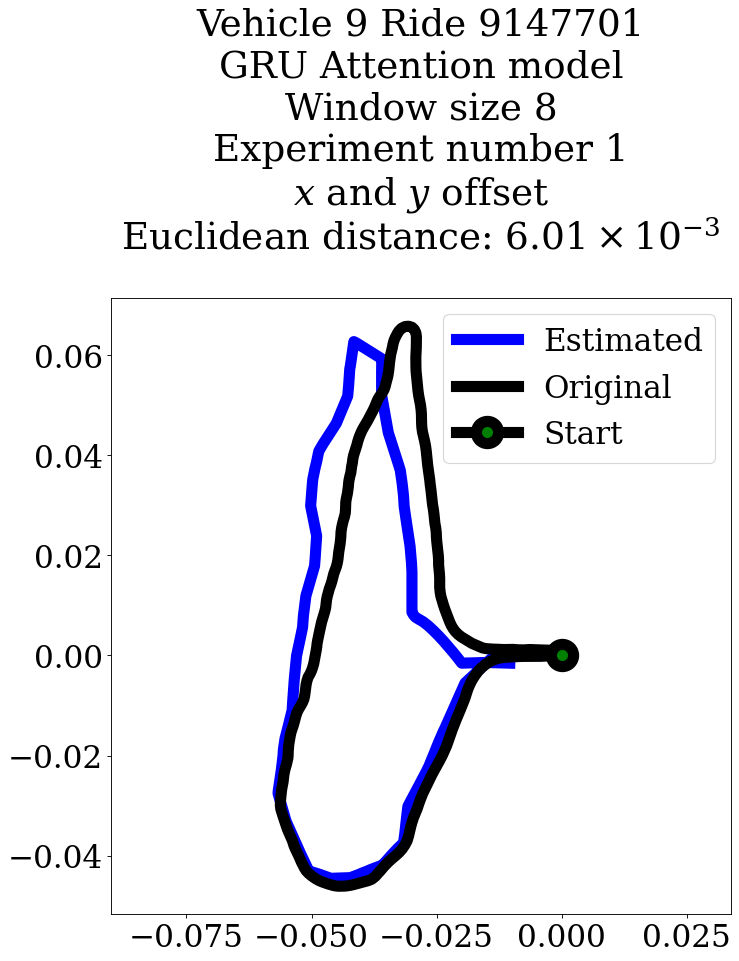 Vehicle 9 Ride 9147701
GRU Attention model
Window size 8
Experiment number 1
x and y offset
Euclidean distance: 6.01 × 10⁻³
Estimated
Original
Start
0.06
0.04
0.02
0.00
−0.02
−0.04
−0.075 −0.050 −0.025 0.000 0.025